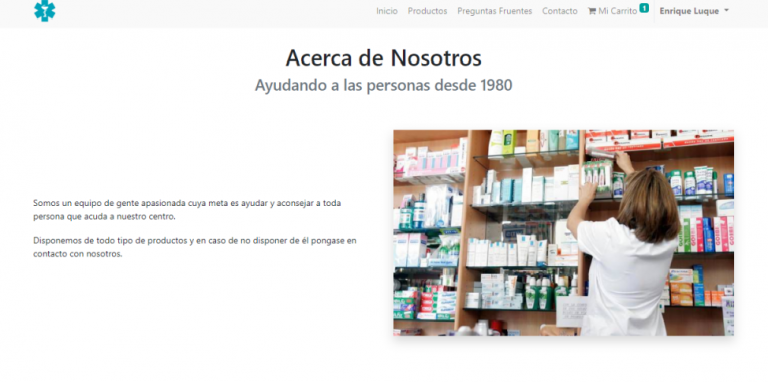 Inicio Productos Preguntas Fruentes Contacto Mi Carrito 1 Enrique Luque
Acerca de Nosotros
Ayudando a las personas desde 1980
Somos un equipo de gente apasionada cuya meta es ayudar y aconsejar a toda
persona que acuda a nuestro centro.
Disponemos de todo tipo de productos y en caso de no disponer de él pongase en
contacto con nosotros.